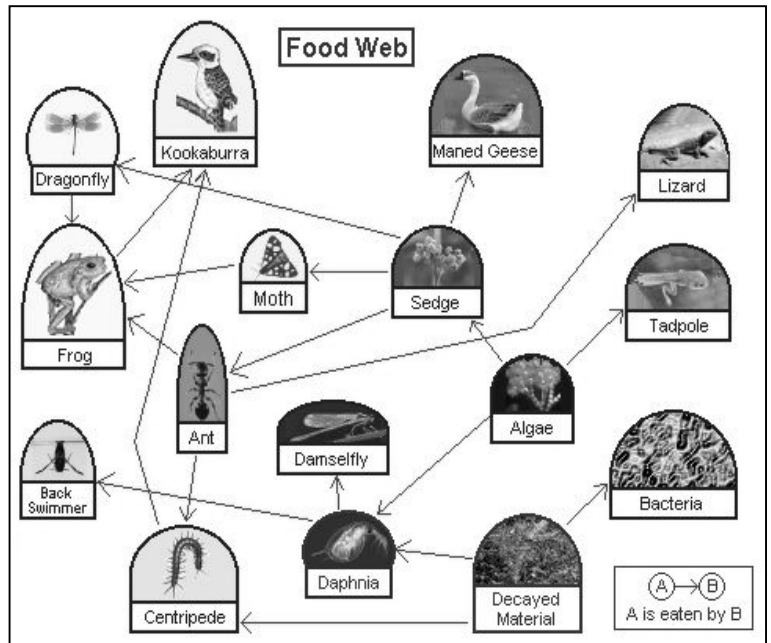 Food Web
Kookaburra
Maned Geese
Dragonfly
Lizard
Moth
Sedge
Tadpole
Frog
Ant
Algae
Damselfly
Back
Swimmer
Bacteria
Daphnia
Centripede
Decayed
Material
A
B
A is eaten by B